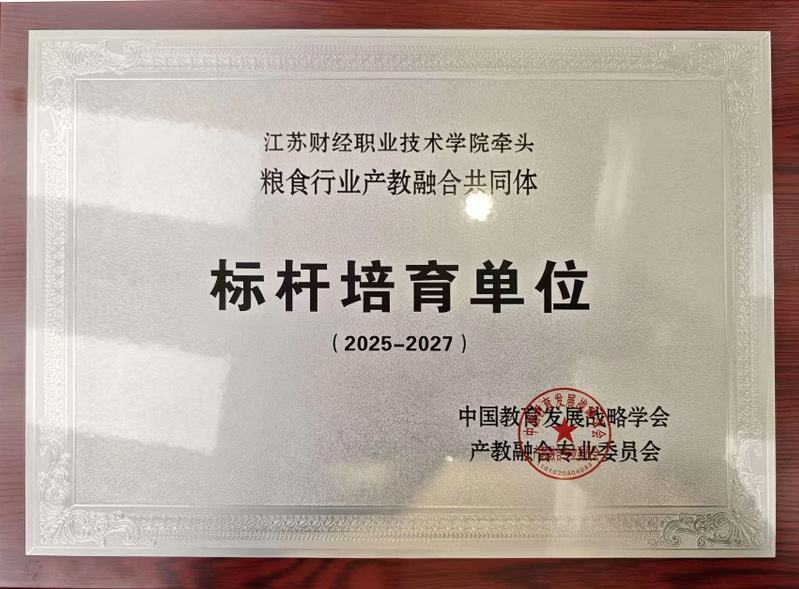 江苏财经职业技术学院牵头
粮食行业产教融合共同体
标杆培育单位
（2025-2027）
中国教育发展战略学会
产教融合专业委员会